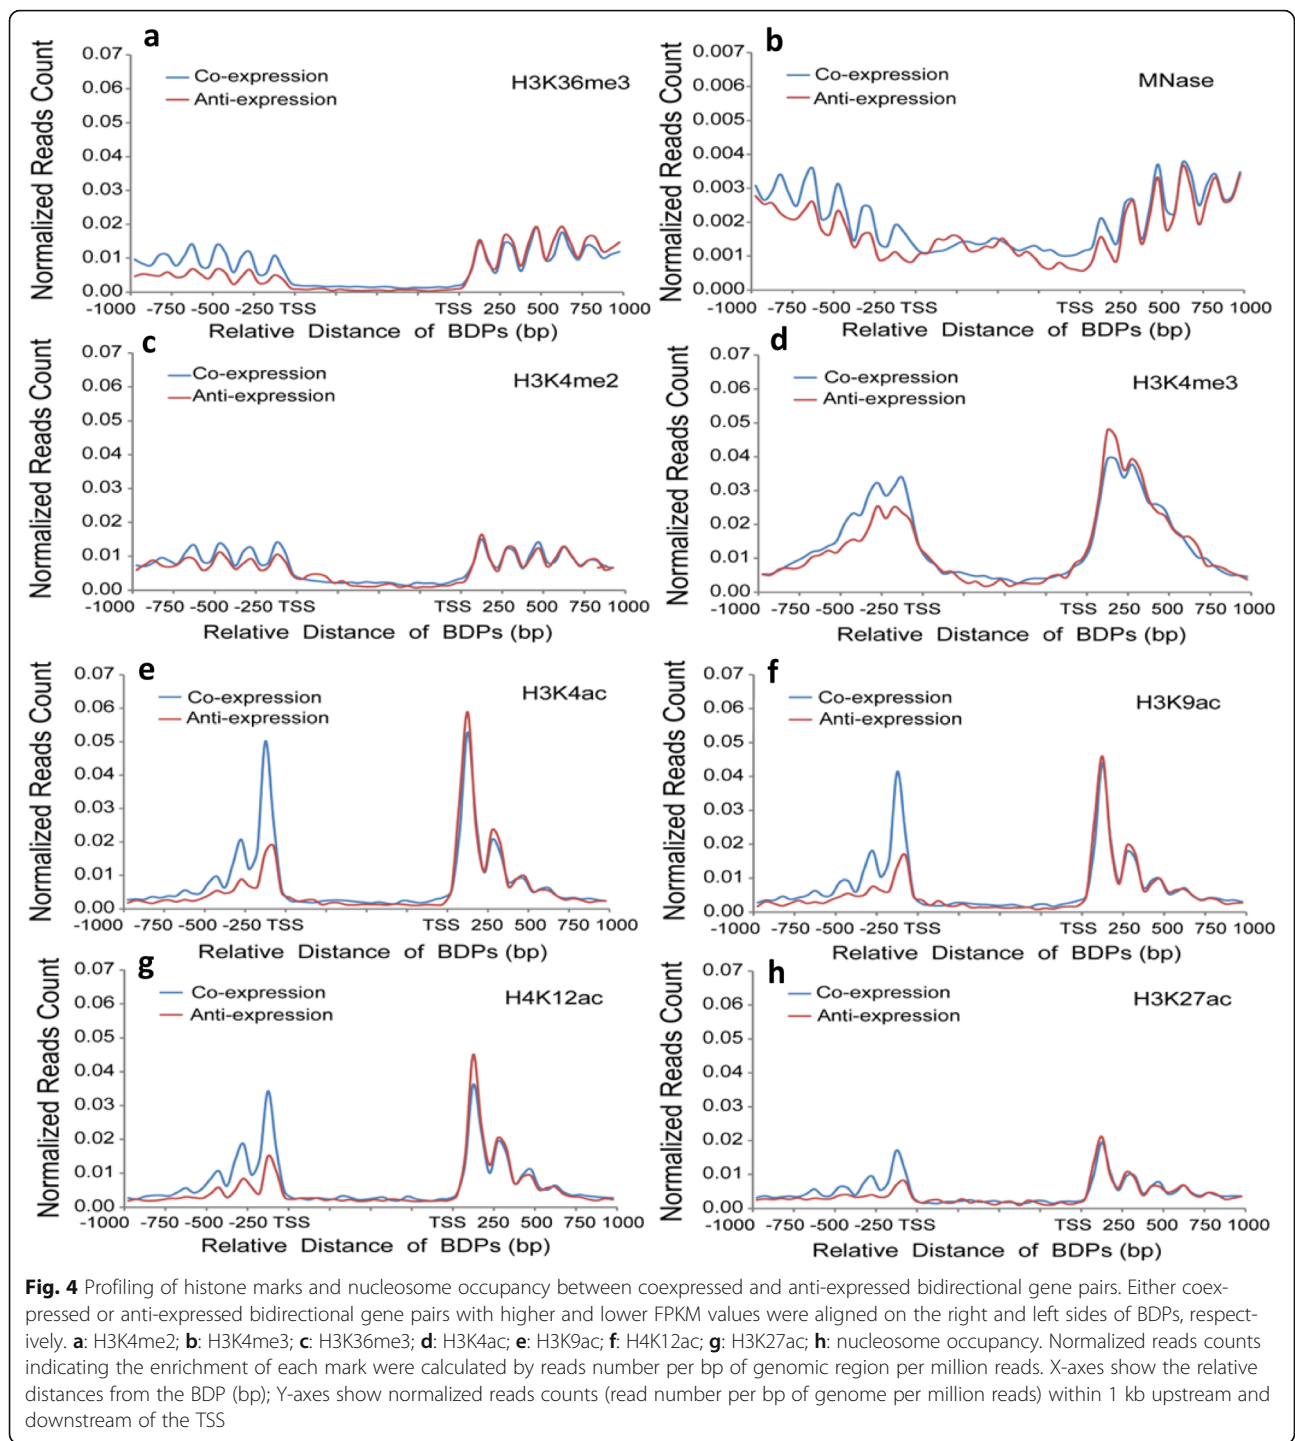 a
Normalized Reads Count
0.07
0.06
0.05
0.04
0.03
0.02
0.01
0.00
Co-expression
Anti-expression
H3K36me3
-1000 -750 -500 -250 TSS TSS 250 500 750 1000
Relative Distance of BDPs (bp)
b
Normalized Reads Count
0.007
0.006
0.005
0.004
0.003
0.002
0.001
0.000
Co-expression
Anti-expression
MNase
-1000 -750 -500 -250 TSS TSS 250 500 750 1000
Relative Distance of BDPs (bp)
c
Normalized Reads Count
0.07
0.06
0.05
0.04
0.03
0.02
0.01
0.00
Co-expression
Anti-expression
H3K4me2
-1000 -750 -500 -250 TSS TSS 250 500 750 1000
Relative Distance of BDPs (bp)
d
Normalized Reads Count
0.07
0.06
0.05
0.04
0.03
0.02
0.01
0.00
Co-expression
Anti-expression
H3K4me3
-1000 -750 -500 -250 TSS TSS 250 500 750 1000
Relative Distance of BDPs (bp)
e
Normalized Reads Count
0.07
0.06
0.05
0.04
0.03
0.02
0.01
0.00
Co-expression
Anti-expression
H3K4ac
-1000 -750 -500 -250 TSS TSS 250 500 750 1000
Relative Distance of BDPs (bp)
f
Normalized Reads Count
0.07
0.06
0.05
0.04
0.03
0.02
0.01
0.00
Co-expression
Anti-expression
H3K9ac
-1000 -750 -500 -250 TSS TSS 250 500 750 1000
Relative Distance of BDPs (bp)
g
Normalized Reads Count
0.07
0.06
0.05
0.04
0.03
0.02
0.01
0.00
Co-expression
Anti-expression
H4K12ac
-1000 -750 -500 -250 TSS TSS 250 500 750 1000
Relative Distance of BDPs (bp)
h
Normalized Reads Count
0.07
0.06
0.05
0.04
0.03
0.02
0.01
0.00
Co-expression
Anti-expression
H3K27ac
-1000 -750 -500 -250 TSS TSS 250 500 750 1000
Relative Distance of BDPs (bp)
Fig. 4 Profiling of histone marks and nucleosome occupancy between coexpressed and anti-expressed bidirectional gene pairs. Either coex-
pressed or anti-expressed bidirectional gene pairs with higher and lower FPKM values were aligned on the right and left sides of BDPs, respect-
ively. a: H3K4me2; b: H3K4me3; c: H3K36me3; d: H3K4ac; e: H3K9ac; f: H4K12ac; g: H3K27ac; h: nucleosome occupancy. Normalized reads counts
indicating the enrichment of each mark were calculated by reads number per bp of genomic region per million reads. X-axes show the relative
distances from the BDP (bp); Y-axes show normalized reads counts (read number per bp of genome per million reads) within 1 kb upstream and
downstream of the TSS